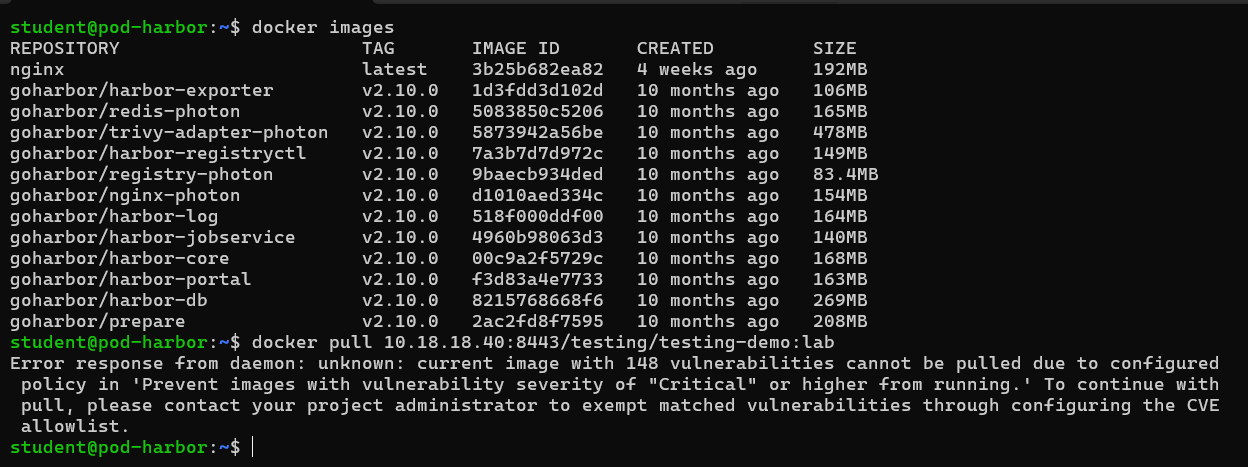 student@pod-harbor:~$ docker images
REPOSITORY                      TAG       IMAGE ID       CREATED         SIZE
nginx                           latest    3b25b682ea82   4 weeks ago     192MB
goharbor/harbor-exporter        v2.10.0   1d3fdd3d102d   10 months ago   106MB
goharbor/redis-photon           v2.10.0   5083850c5206   10 months ago   165MB
goharbor/trivy-adapter-photon   v2.10.0   5873942a56be   10 months ago   478MB
goharbor/harbor-registryctl     v2.10.0   7a3b7d7d972c   10 months ago   149MB
goharbor/registry-photon        v2.10.0   9baecb934ded   10 months ago   83.4MB
goharbor/nginx-photon           v2.10.0   d1010aed334c   10 months ago   154MB
goharbor/harbor-log             v2.10.0   518f000ddf00   10 months ago   164MB
goharbor/harbor-jobservice      v2.10.0   4960b98063d3   10 months ago   140MB
goharbor/harbor-core            v2.10.0   00c9a2f5729c   10 months ago   168MB
goharbor/harbor-portal          v2.10.0   f3d83a4e7733   10 months ago   163MB
goharbor/harbor-db              v2.10.0   8215768668f6   10 months ago   269MB
goharbor/prepare                v2.10.0   2ac2fd8f7595   10 months ago   208MB
student@pod-harbor:~$ docker pull 10.18.18.40:8443/testing/testing-demo:lab
Error response from daemon: unknown: current image with 148 vulnerabilities cannot be pulled due to configured
 policy in 'Prevent images with vulnerability severity of "Critical" or higher from running.' To continue with
 pull, please contact your project administrator to exempt matched vulnerabilities through configuring the CVE
 allowlist.
student@pod-harbor:~$